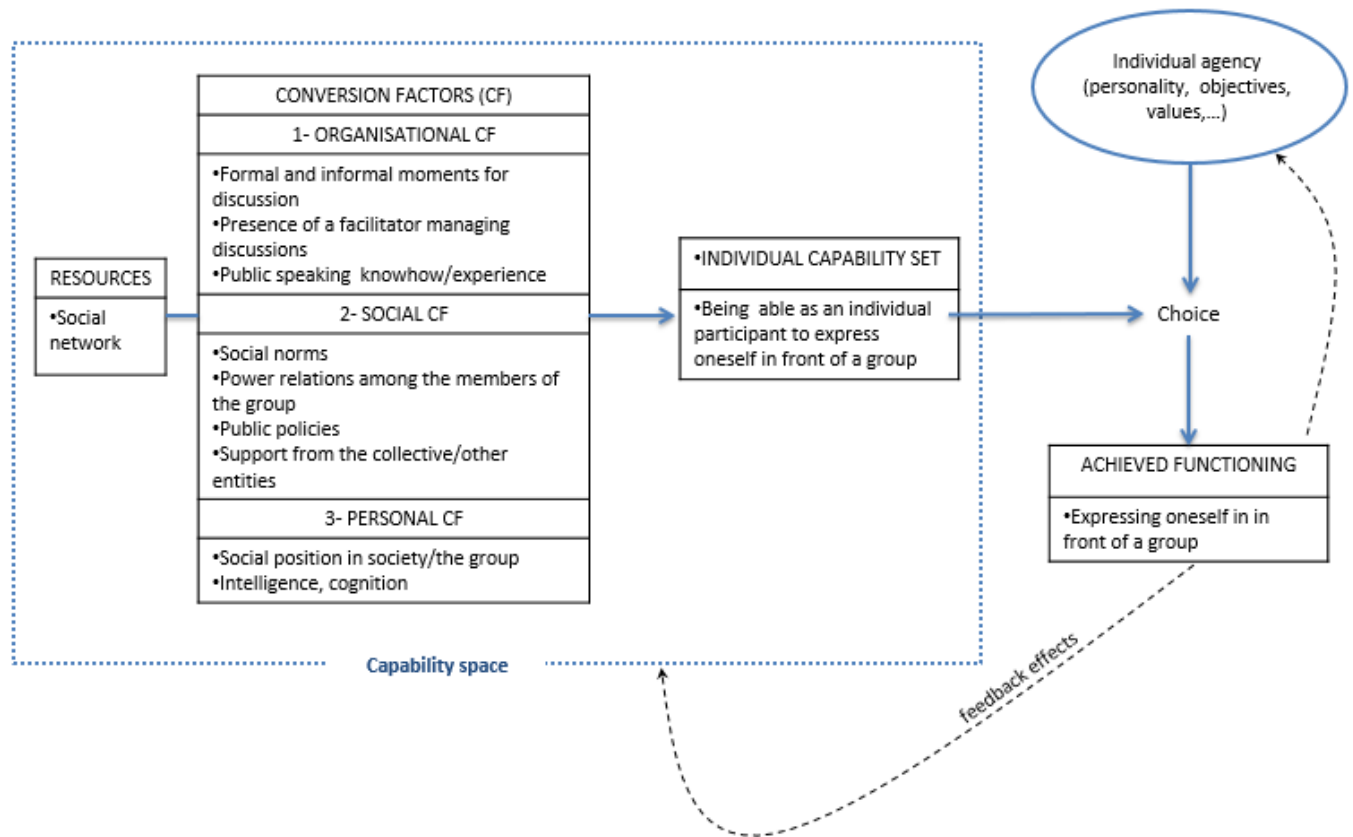 Individual agency
(personality, objectives,
values,...)
CONVERSION FACTORS (CF)
1- ORGANISATIONAL CF
•Formal and informal moments for
discussion
•Presence of a facilitator managing
discussions
•Public speaking knowhow/experience
RESOURCES
•Social
network
2- SOCIAL CF
•Social norms
•Power relations among the members of
the group
•Public policies
•Support from the collective/other
entities
3- PERSONAL CF
•Social position in society/the group
•Intelligence, cognition
•INDIVIDUAL CAPABILITY SET
•Being able as an individual
participant to express
oneself in front of a group
Choice
ACHIEVED FUNCTIONING
•Expressing oneself in in
front of a group
Capability space
feedback effects